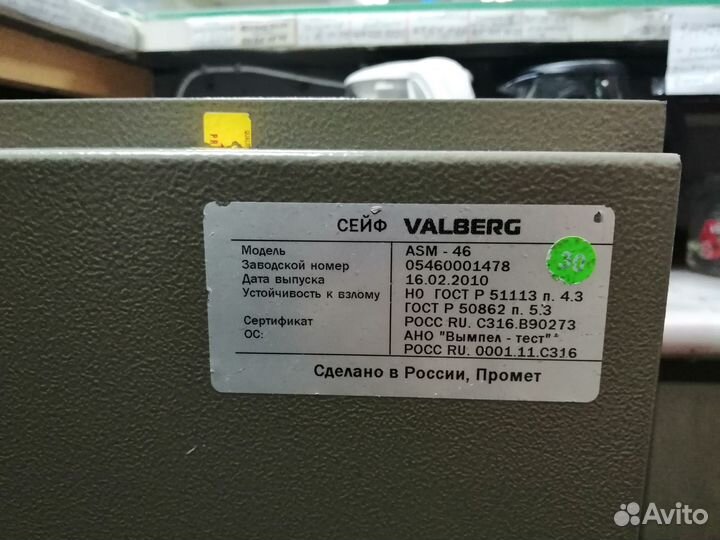 СЕЙФ VALBERG
Модель ASM - 46
Заводской номер 05460001478
Дата выпуска 16.02.2010
Устойчивость к взлому Н0 ГОСТ Р 51113 п. 4.3
ГОСТ Р 50862 п. 5.3
Сертификат РОСС RU. С316.В90273
ОС: АНО "Вымпел - тест"
РОСС RU. 0001.11.С316
Сделано в России, Промет
30
Avito